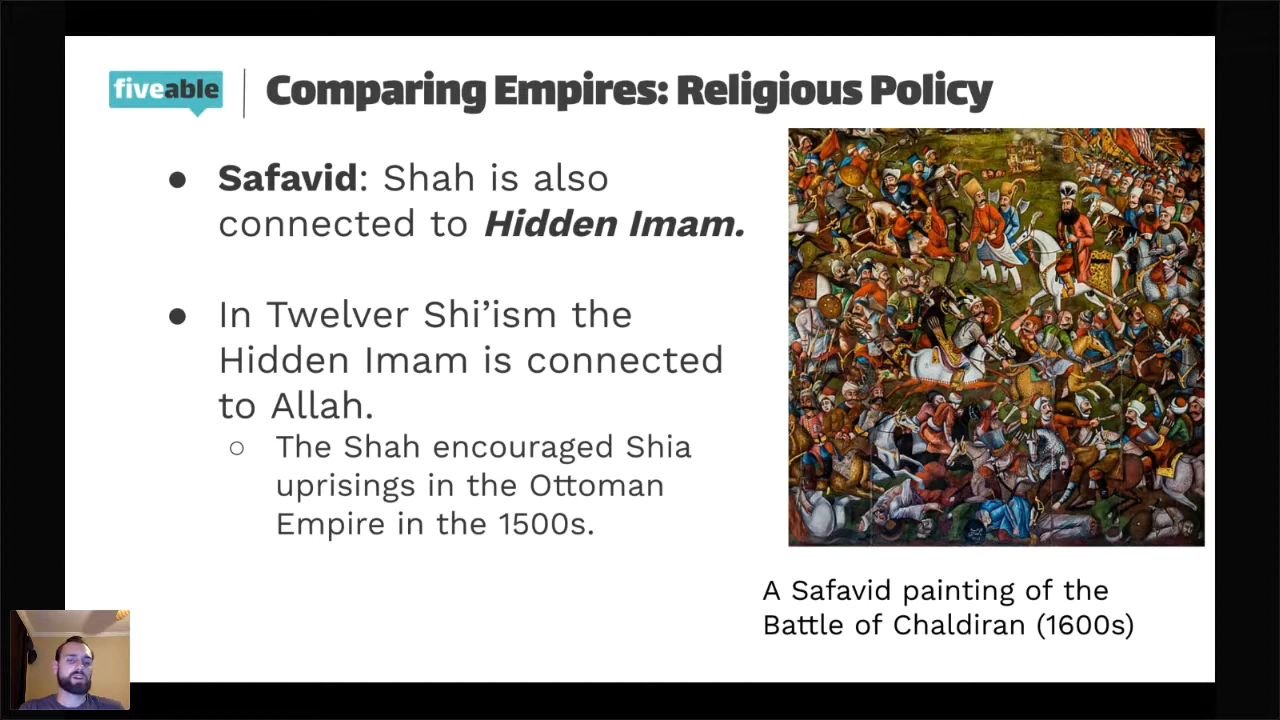 fiveable
Comparing Empires: Religious Policy
● Safavid: Shah is also
connected to Hidden Imam.
● In Twelver Shi’ism the
Hidden Imam is connected
to Allah.
○ The Shah encouraged Shia
uprisings in the Ottoman
Empire in the 1500s.
A Safavid painting of the
Battle of Chaldiran (1600s)